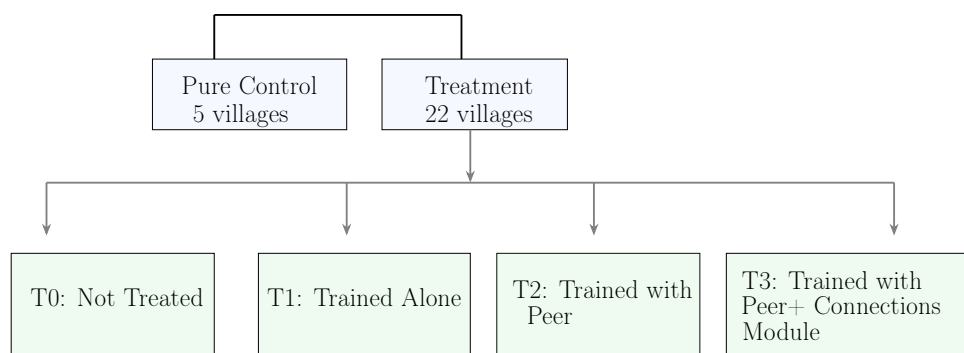 Pure Control
5 villages
Treatment
22 villages
T0: Not Treated
T1: Trained Alone
T2: Trained with
Peer
T3: Trained with
Peer+ Connections
Module